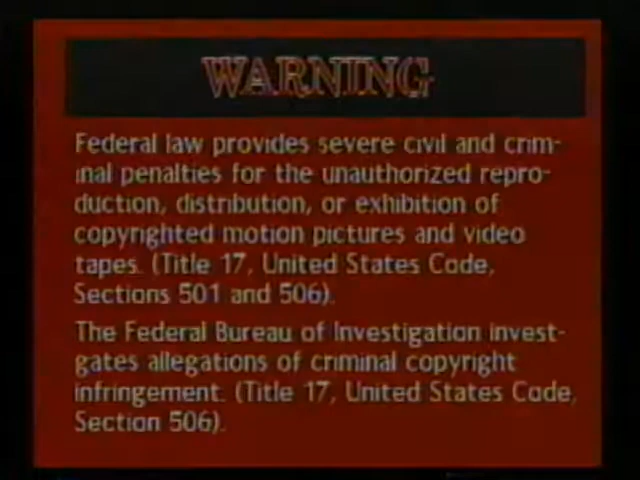 WARNING
Federal law provides severe civil and crim-
inal penalties for the unauthorized repro-
duction, distribution, or exhibition of
copyrighted motion pictures and video
tapes. (Title 17, United States Code,
Sections 501 and 506).
The Federal Bureau of Investigation invest-
gates allegations of criminal copyright
infringement. (Title 17, United States Code,
Section 506).